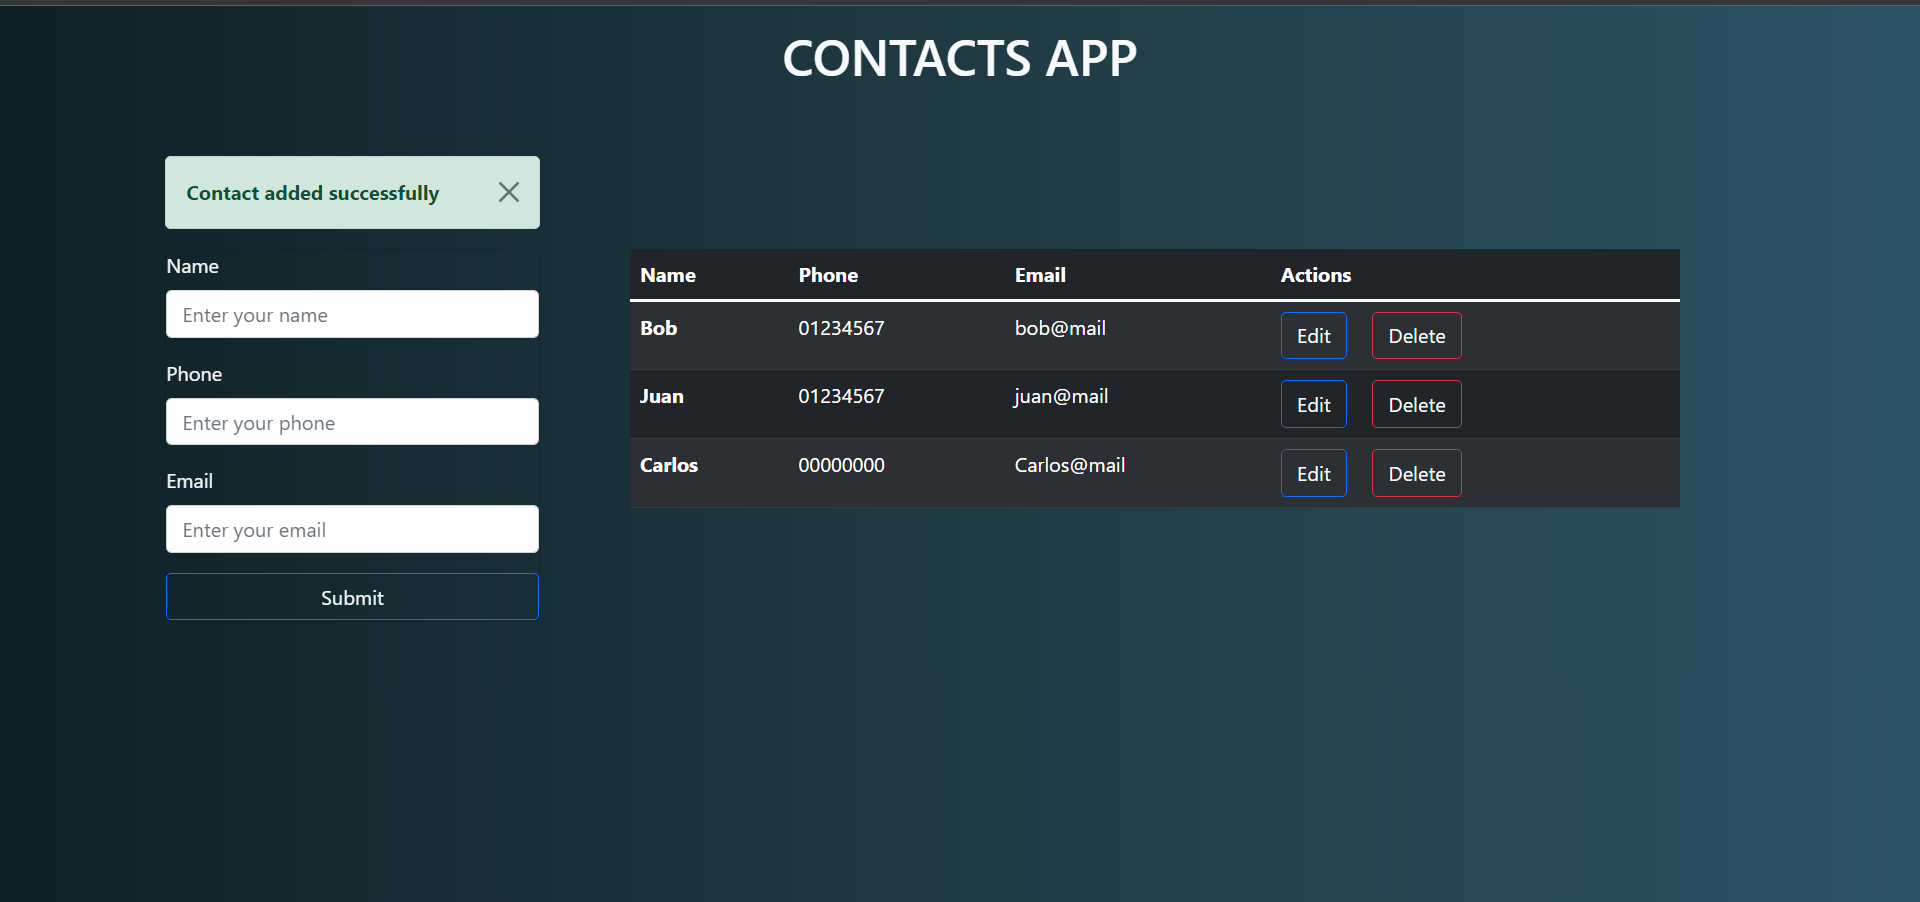 CONTACTS APP
Contact added successfully
Name
Enter your name
Phone
Enter your phone
Email
Enter your email
Submit
Name Phone Email Actions
Bob 01234567 bob@mail Edit Delete
Juan 01234567 juan@mail Edit Delete
Carlos 00000000 Carlos@mail Edit Delete